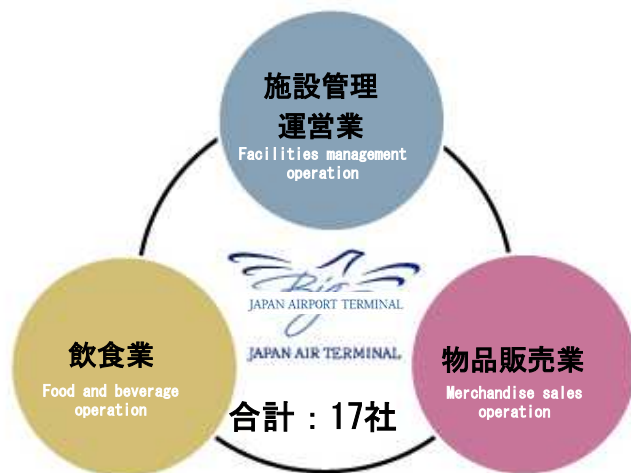 施設管理
運営業
Facilities management
operation
Big
JAPAN AIRPORT TERMINAL
JAPAN AIR TERMINAL
飲食業
Food and beverage
operation
物品販売業
Merchandise sales
operation
合計：17社